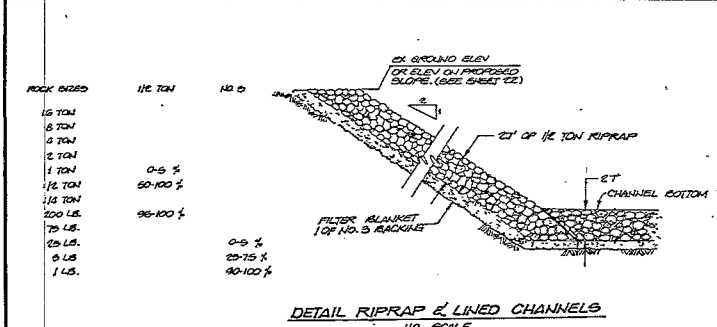 EX GROUND ELEV
OR ELEV ON PROPOSED
SLOPE. (SEE SHEET 22)
ROCK SIZES 1/2 TON NO. 3
16 TON
8 TON
4 TON
2 TON
1 TON 0-5 %
1/2 TON 50-100 %
1/4 TON
200 LB. 95-100 %
75 LB.
25 LB. 0-5 %
5 LB. 25-75 %
1 LB. 90-100 %
2
1
2T' OF 1/2 TON RIPRAP
2T'
CHANNEL BOTTOM
FILTER BLANKET
1' OF NO. 3 BACKING
DETAIL RIPRAP & LINED CHANNELS
NO SCALE